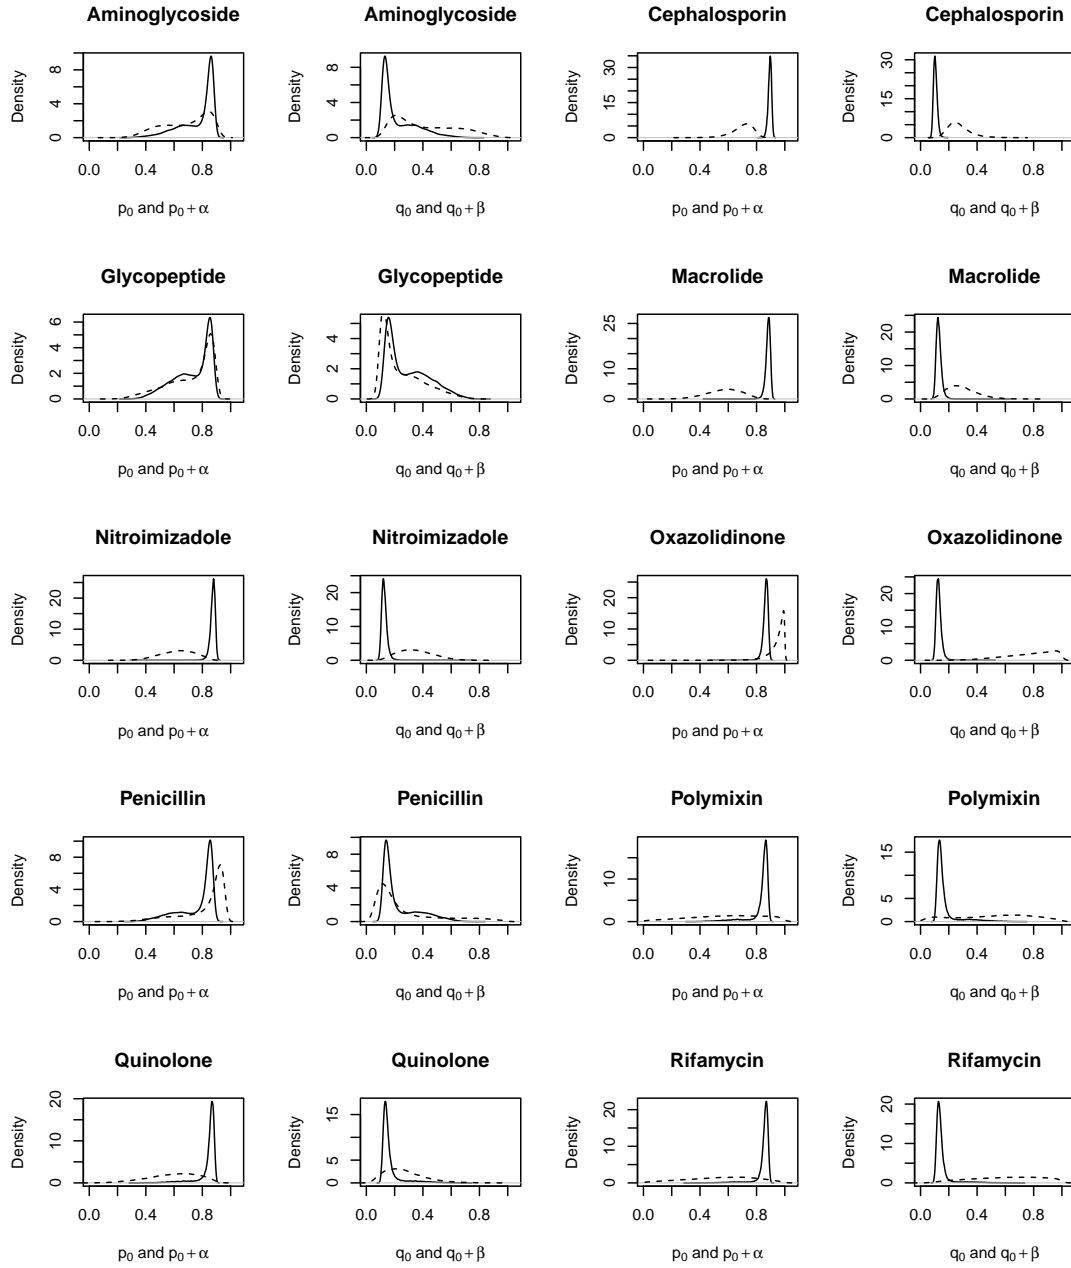 Aminoglycoside
Density
0 4 8
0.0 0.4 0.8
p₀ and p₀ + α
Aminoglycoside
Density
0 4 8
0.0 0.4 0.8
q₀ and q₀ + β
Cephalosporin
Density
0 15 35
0.0 0.4 0.8
p₀ and p₀ + α
Cephalosporin
Density
0 15 30
0.0 0.4 0.8
q₀ and q₀ + β
Glycopeptide
Density
0 2 4 6
0.0 0.4 0.8
p₀ and p₀ + α
Glycopeptide
Density
0 2 4
0.0 0.4 0.8
q₀ and q₀ + β
Macrolide
Density
0 10 25
0.0 0.4 0.8
p₀ and p₀ + α
Macrolide
Density
0 10 20
0.0 0.4 0.8
q₀ and q₀ + β
Nitroimizadole
Density
0 10 20
0.0 0.4 0.8
p₀ and p₀ + α
Nitroimizadole
Density
0 10 20
0.0 0.4 0.8
q₀ and q₀ + β
Oxazolidinone
Density
0 10 20
0.0 0.4 0.8
p₀ and p₀ + α
Oxazolidinone
Density
0 10 20
0.0 0.4 0.8
q₀ and q₀ + β
Penicillin
Density
0 4 8
0.0 0.4 0.8
p₀ and p₀ + α
Penicillin
Density
0 4 8
0.0 0.4 0.8
q₀ and q₀ + β
Polymixin
Density
0 10
0.0 0.4 0.8
p₀ and p₀ + α
Polymixin
Density
0 5 15
0.0 0.4 0.8
q₀ and q₀ + β
Quinolone
Density
0 10 20
0.0 0.4 0.8
p₀ and p₀ + α
Quinolone
Density
0 5 15
0.0 0.4 0.8
q₀ and q₀ + β
Rifamycin
Density
0 10 20
0.0 0.4 0.8
p₀ and p₀ + α
Rifamycin
Density
0 10 20
0.0 0.4 0.8
q₀ and q₀ + β